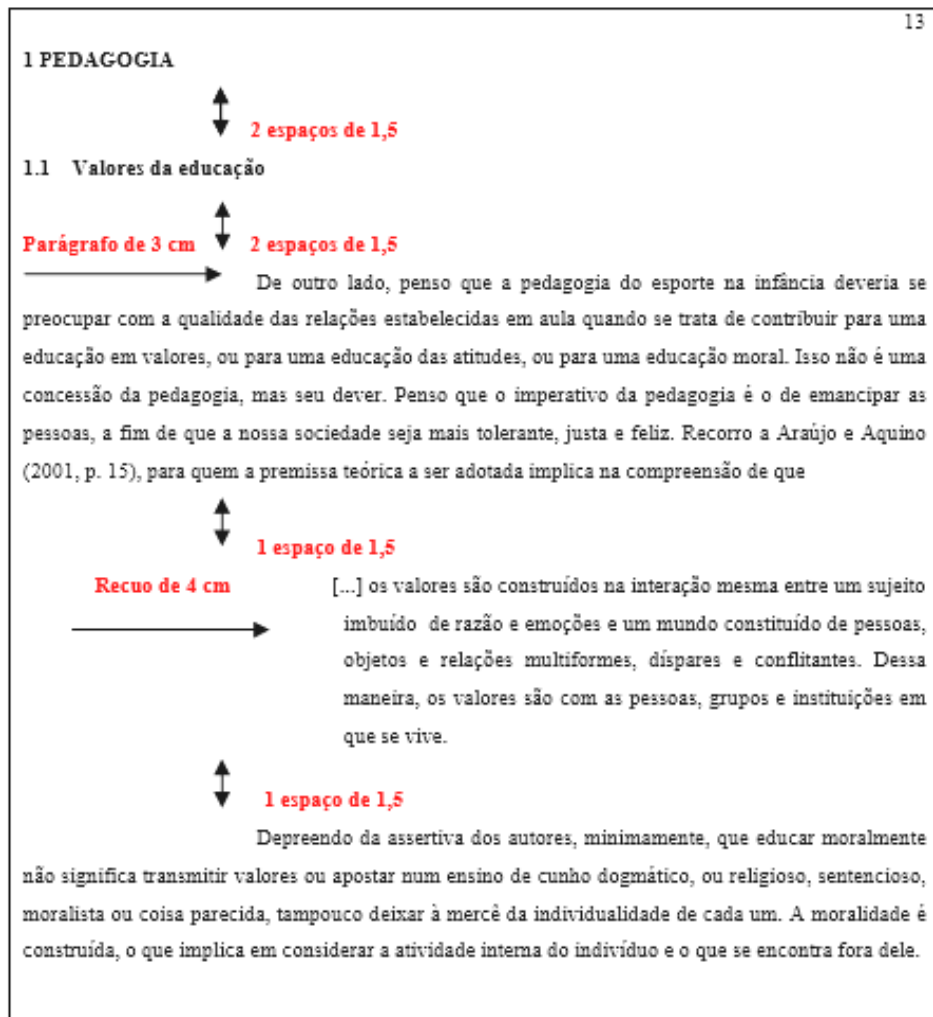 13
1 PEDAGOGIA
2 espaços de 1,5
1.1 Valores da educação
Parágrafo de 3 cm 2 espaços de 1,5
De outro lado, penso que a pedagogia do esporte na infância deveria se
preocupar com a qualidade das relações estabelecidas em aula quando se trata de contribuir para uma
educação em valores, ou para uma educação das atitudes, ou para uma educação moral. Isso não é uma
concessão da pedagogia, mas seu dever. Penso que o imperativo da pedagogia é o de emancipar as
pessoas, a fim de que a nossa sociedade seja mais tolerante, justa e feliz. Recorro a Araújo e Aquino
(2001, p. 15), para quem a premissa teórica a ser adotada implica na compreensão de que
1 espaço de 1,5
Recuo de 4 cm
[...] os valores são construídos na interação mesma entre um sujeito
imbuído de razão e emoções e um mundo constituído de pessoas,
objetos e relações multiformes, díspares e conflitantes. Dessa
maneira, os valores são com as pessoas, grupos e instituições em
que se vive.
1 espaço de 1,5
Depreendo da assertiva dos autores, minimamente, que educar moralmente
não significa transmitir valores ou apostar num ensino de cunho dogmático, ou religioso, sentencioso,
moralista ou coisa parecida, tampouco deixar à mercê da individualidade de cada um. A moralidade é
construída, o que implica em considerar a atividade interna do indivíduo e o que se encontra fora dele.